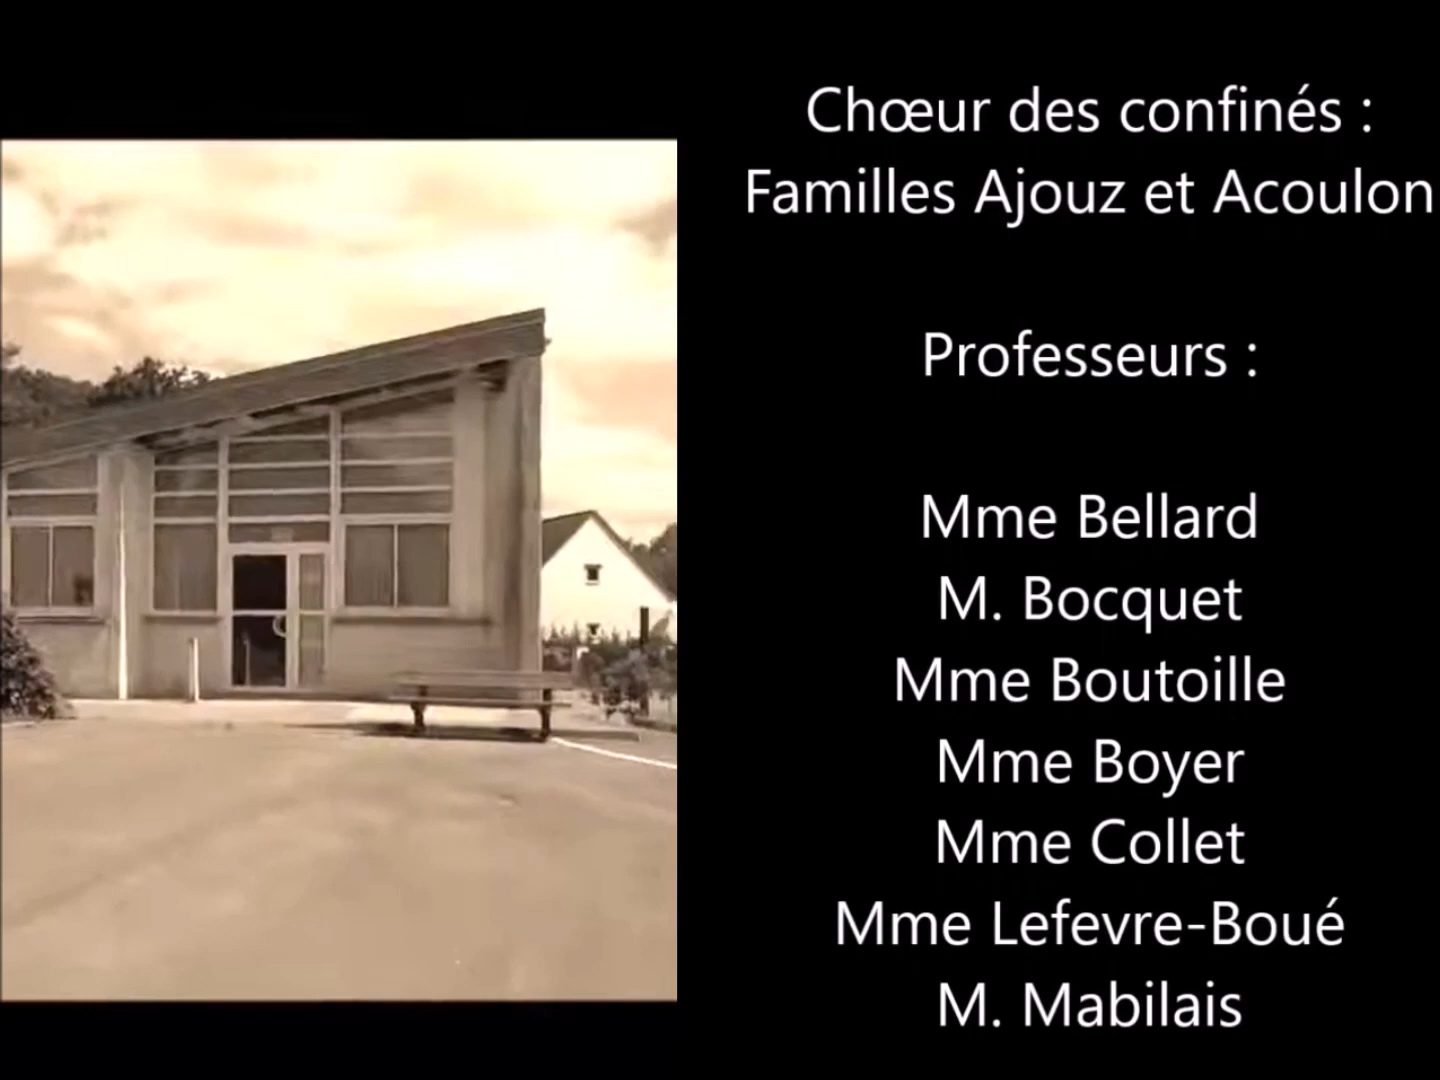 Chœur des confinés :
Familles Ajouz et Acoulon
Professeurs :
Mme Bellard
M. Bocquet
Mme Boutoille
Mme Boyer
Mme Collet
Mme Lefevre-Boué
M. Mabilais